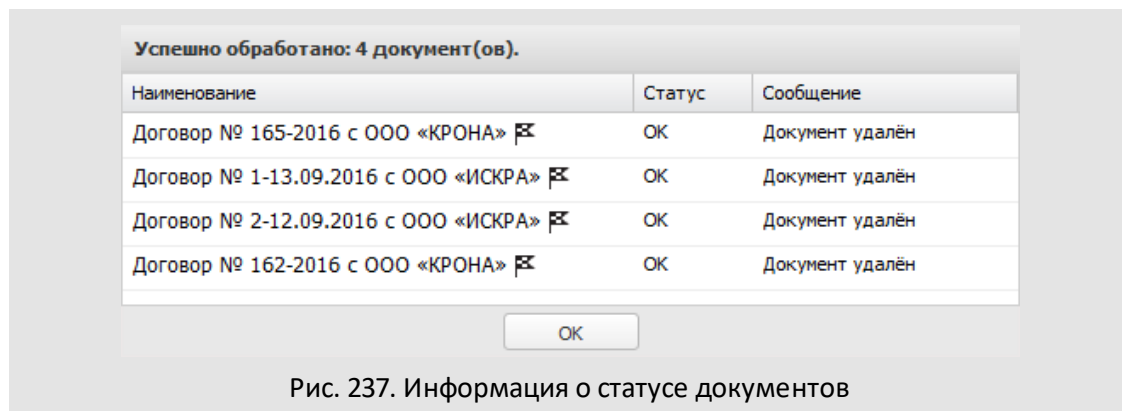 Успешно обработано: 4 документ(ов).
Наименование Статус Сообщение
Договор № 165-2016 с ООО «КРОНА» ОК Документ удалён
Договор № 1-13.09.2016 с ООО «ИСКРА» ОК Документ удалён
Договор № 2-12.09.2016 с ООО «ИСКРА» ОК Документ удалён
Договор № 162-2016 с ООО «КРОНА» ОК Документ удалён
ОК
Рис. 237. Информация о статусе документов